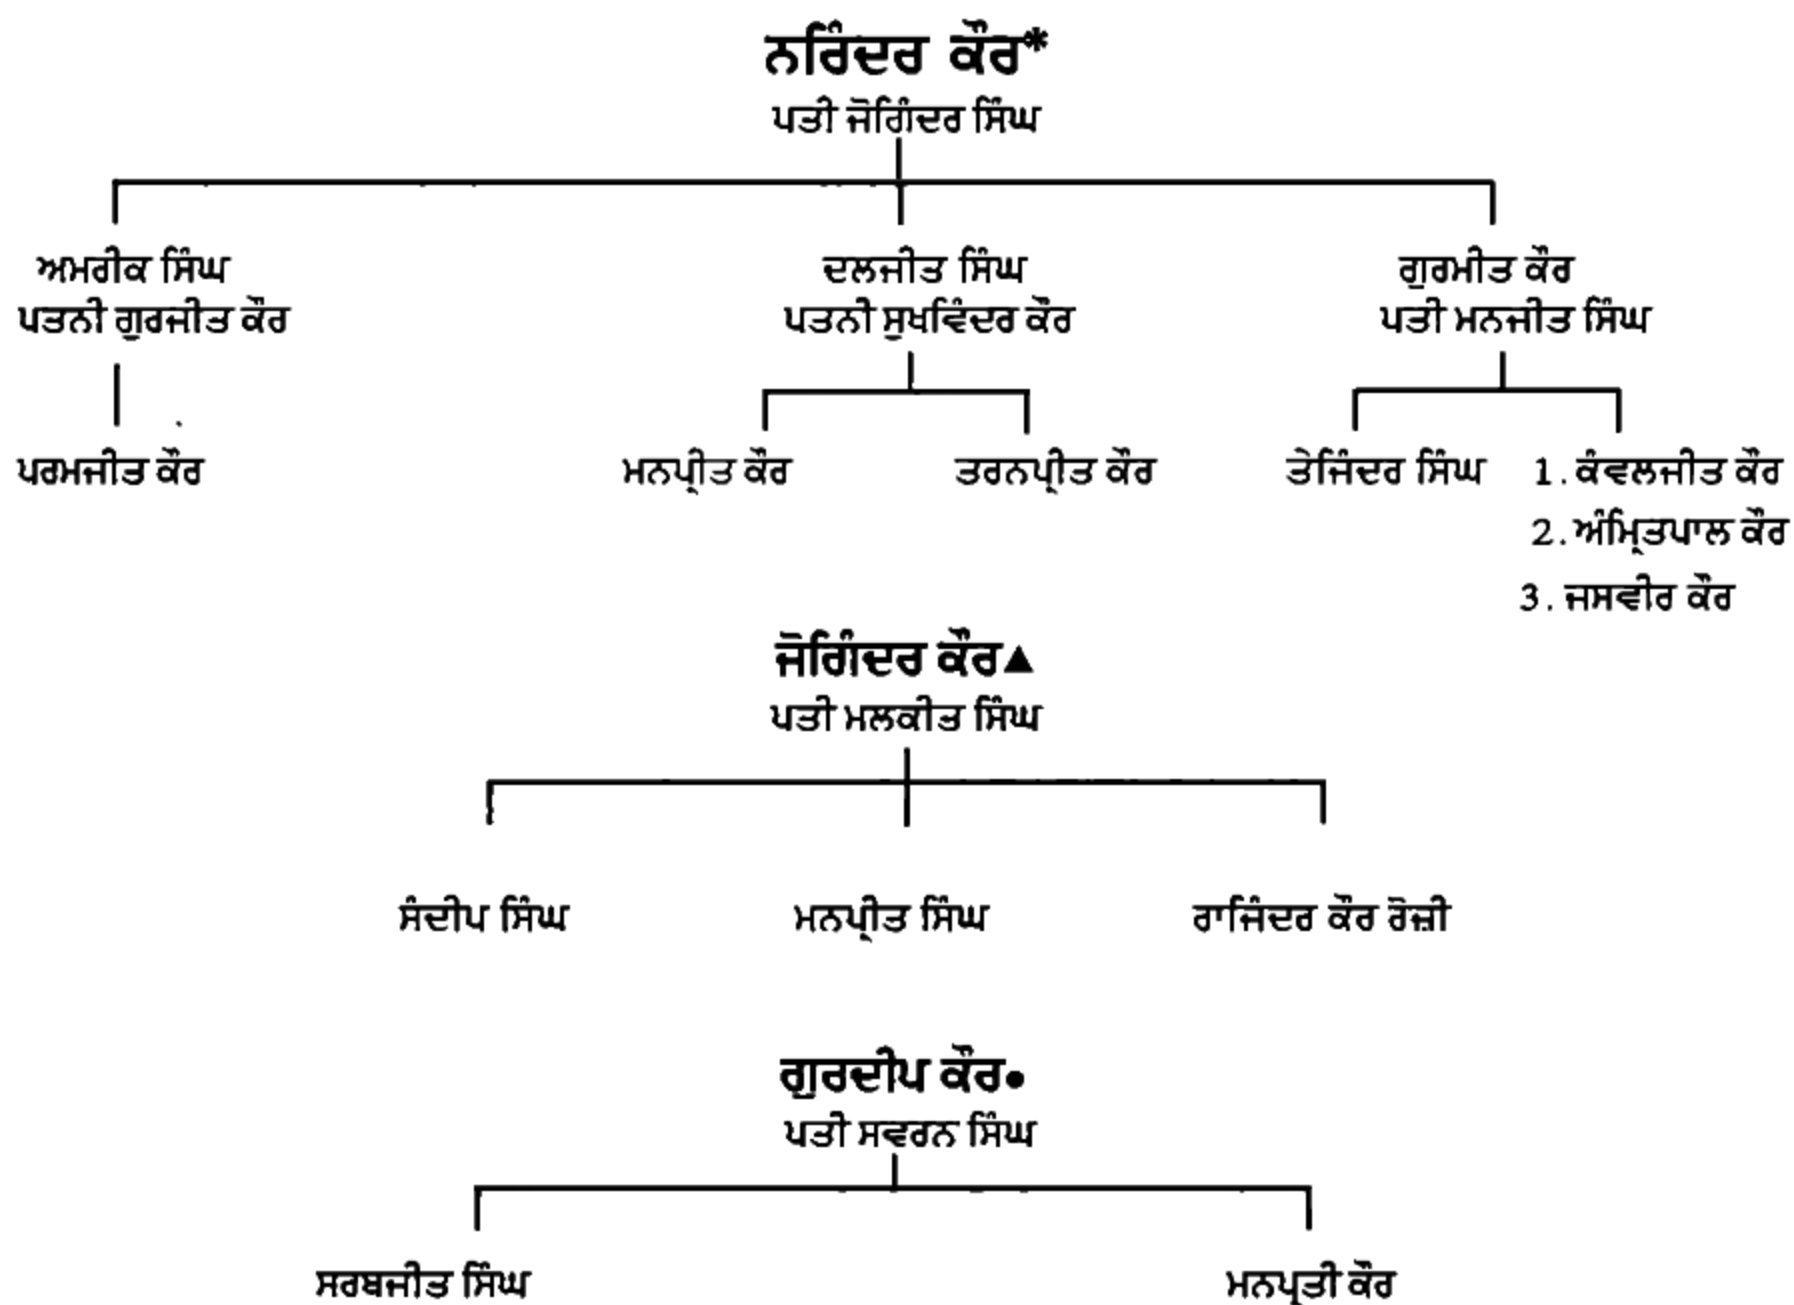 ਨਰਿੰਦਰ ਕੌਰ*
ਪਤੀ ਜੋਗਿੰਦਰ ਸਿੰਘ
ਅਮਰੀਕ ਸਿੰਘ ਦਲਜੀਤ ਸਿੰਘ ਗੁਰਮੀਤ ਕੌਰ
ਪਤਨੀ ਗੁਰਜੀਤ ਕੌਰ ਪਤਨੀ ਸੁਖਵਿੰਦਰ ਕੌਰ ਪਤੀ ਮਨਜੀਤ ਸਿੰਘ
ਪਰਮਜੀਤ ਕੌਰ ਮਨਪ੍ਰੀਤ ਕੌਰ ਤਰਨਪ੍ਰੀਤ ਕੌਰ ਤੇਜਿੰਦਰ ਸਿੰਘ 1. ਕੰਵਲਜੀਤ ਕੌਰ
2. ਅੰਮ੍ਰਿਤਪਾਲ ਕੌਰ
3. ਜਸਵੀਰ ਕੌਰ
ਜੋਗਿੰਦਰ ਕੌਰ▲
ਪਤੀ ਮਲਕੀਤ ਸਿੰਘ
ਸੰਦੀਪ ਸਿੰਘ ਮਨਪ੍ਰੀਤ ਸਿੰਘ ਰਾਜਿੰਦਰ ਕੌਰ ਰੋਜ਼ੀ
ਗੁਰਦੀਪ ਕੌਰ●
ਪਤੀ ਸਵਰਨ ਸਿੰਘ
ਸਰਬਜੀਤ ਸਿੰਘ ਮਨਪ੍ਰਤੀ ਕੌਰ